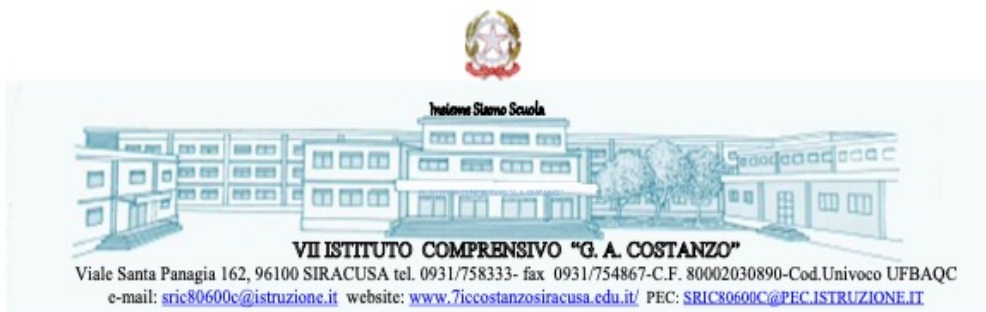 Insieme Siamo Scuola
VII ISTITUTO COMPRENSIVO “G. A. COSTANZO”
Viale Santa Panagia 162, 96100 SIRACUSA tel. 0931/758333- fax 0931/754867-C.F. 80002030890-Cod.Univoco UFBAQC
e-mail: sric80600c@istruzione.it website: www.7iccostanzosiracusa.edu.it/ PEC: SRIC80600C@PEC.ISTRUZIONE.IT